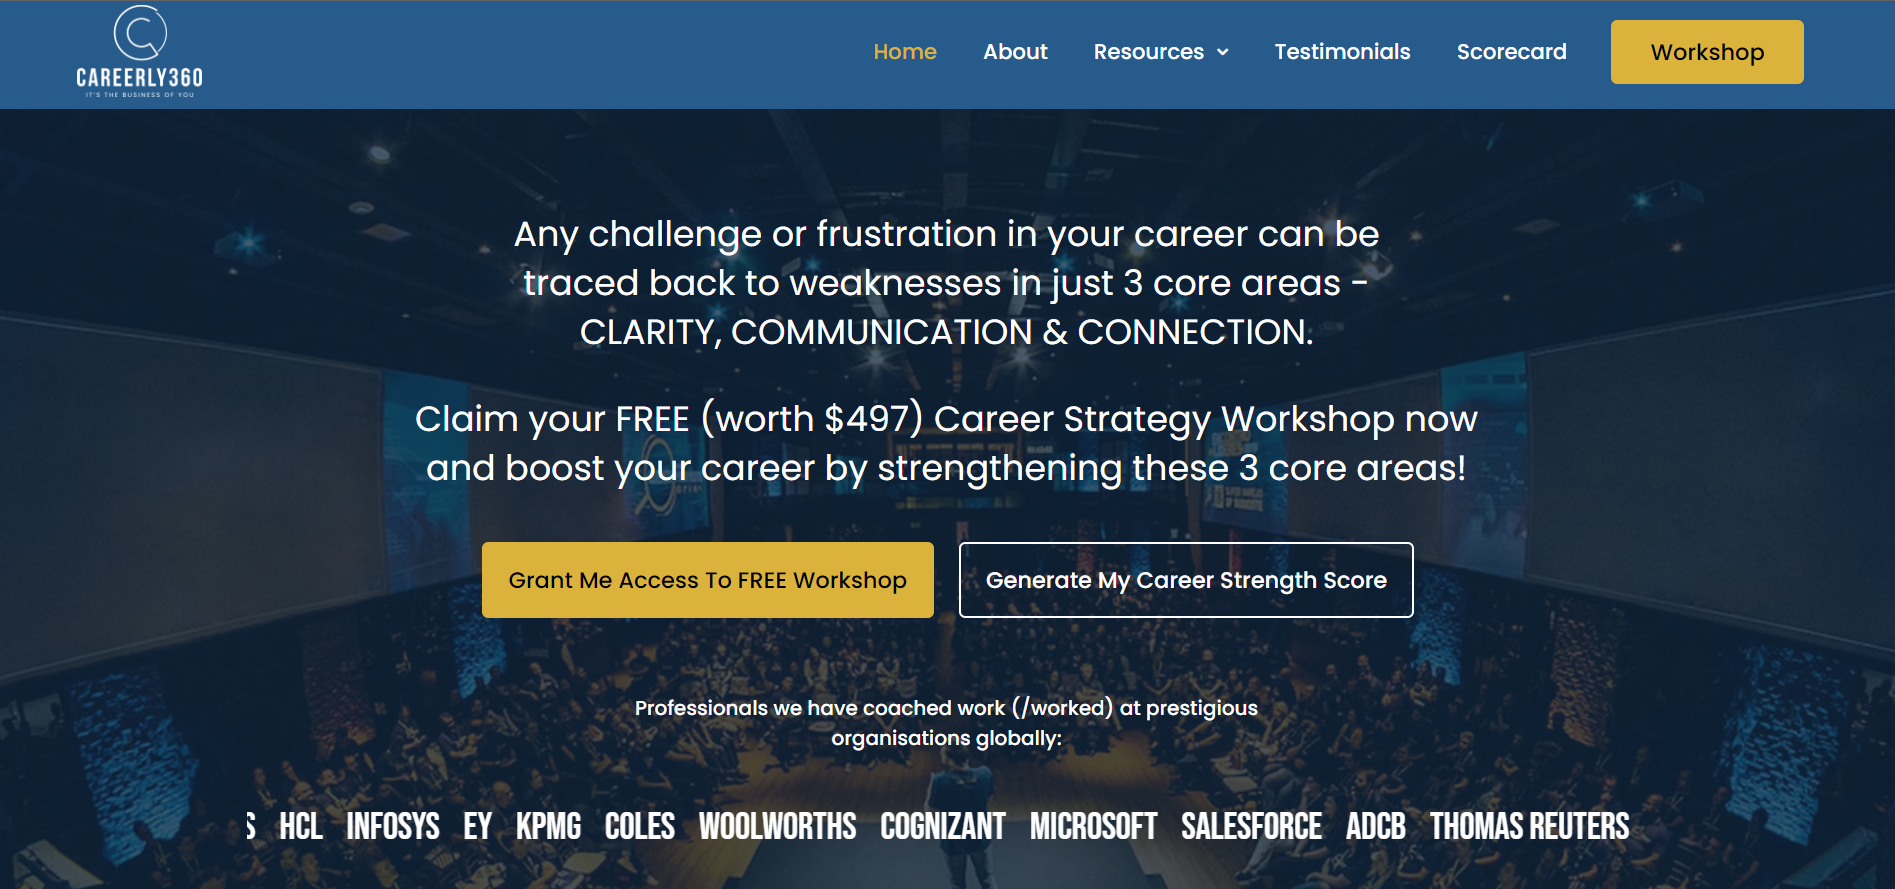 CAREERLY360
IT'S THE BUSINESS OF YOU
Home About Resources Testimonials Scorecard Workshop
Any challenge or frustration in your career can be
traced back to weaknesses in just 3 core areas -
CLARITY, COMMUNICATION & CONNECTION.
Claim your FREE (worth $497) Career Strategy Workshop now
and boost your career by strengthening these 3 core areas!
Grant Me Access To FREE Workshop
Generate My Career Strength Score
Professionals we have coached work (/worked) at prestigious
organisations globally:
S HCL INFOSYS EY KPMG COLES WOOLWORTHS COGNIZANT MICROSOFT SALESFORCE ADCB THOMAS REUTERS